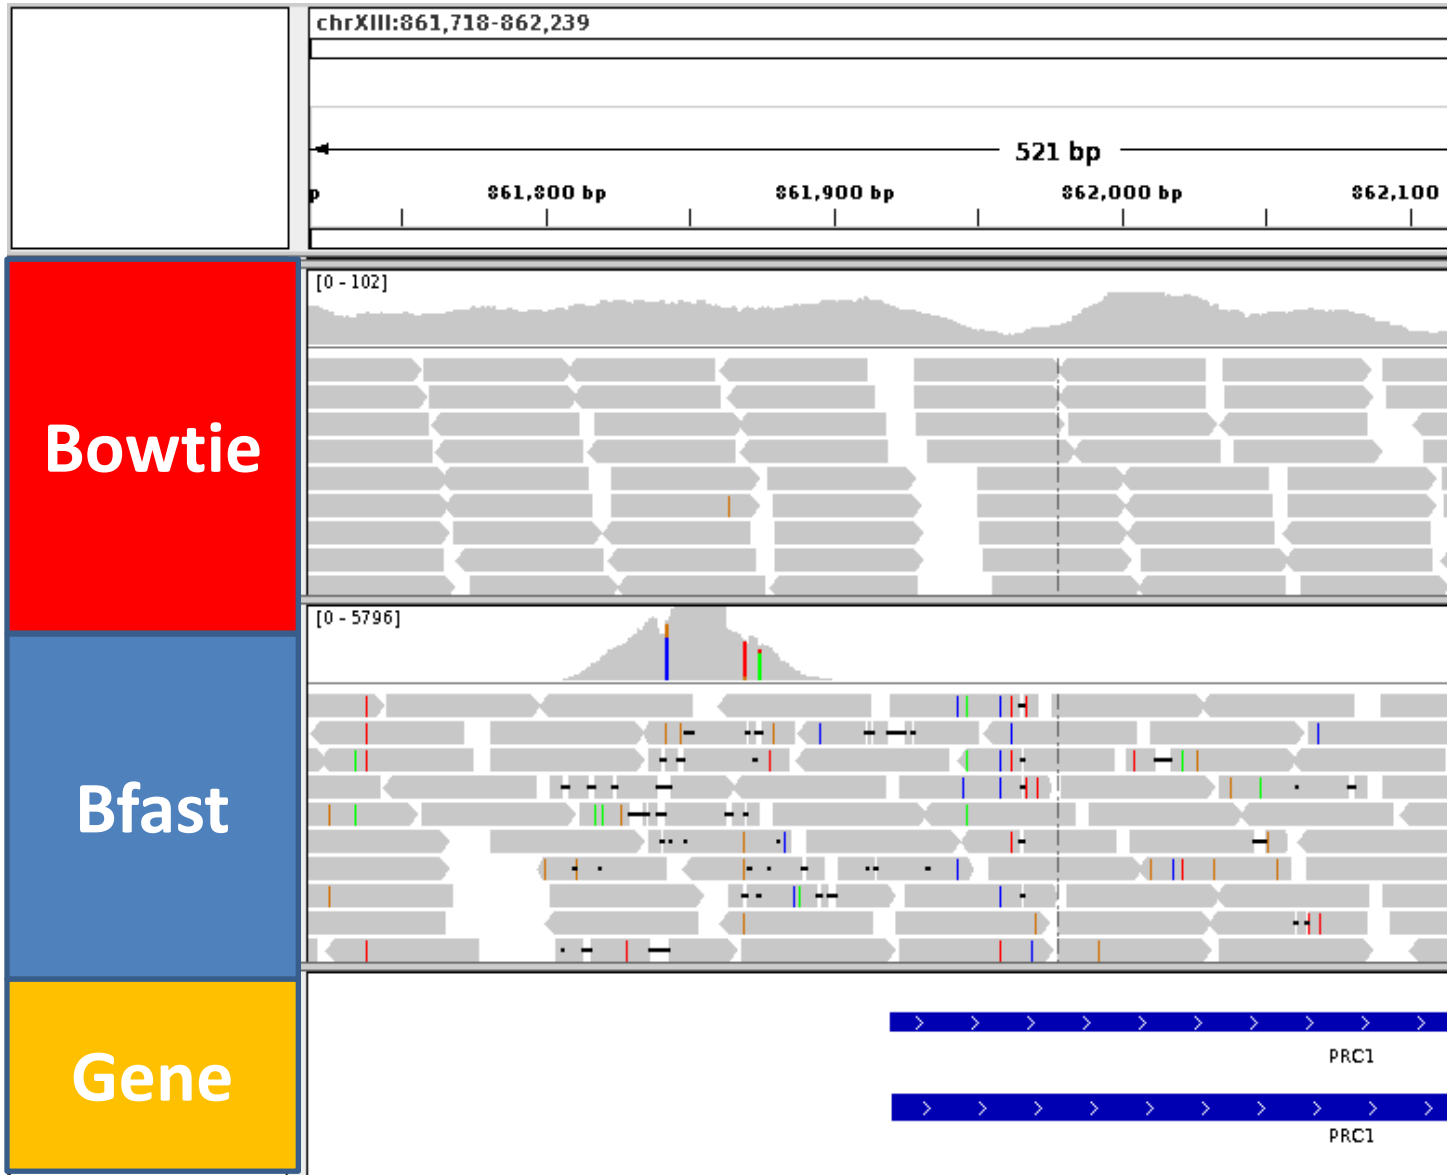 chrXIII:861,718-862,239
521 bp
p
861,800 bp
861,900 bp
862,000 bp
862,100
[0 - 102]
Bowtie
[0 - 5796]
Bfast
Gene
PRC1
PRC1